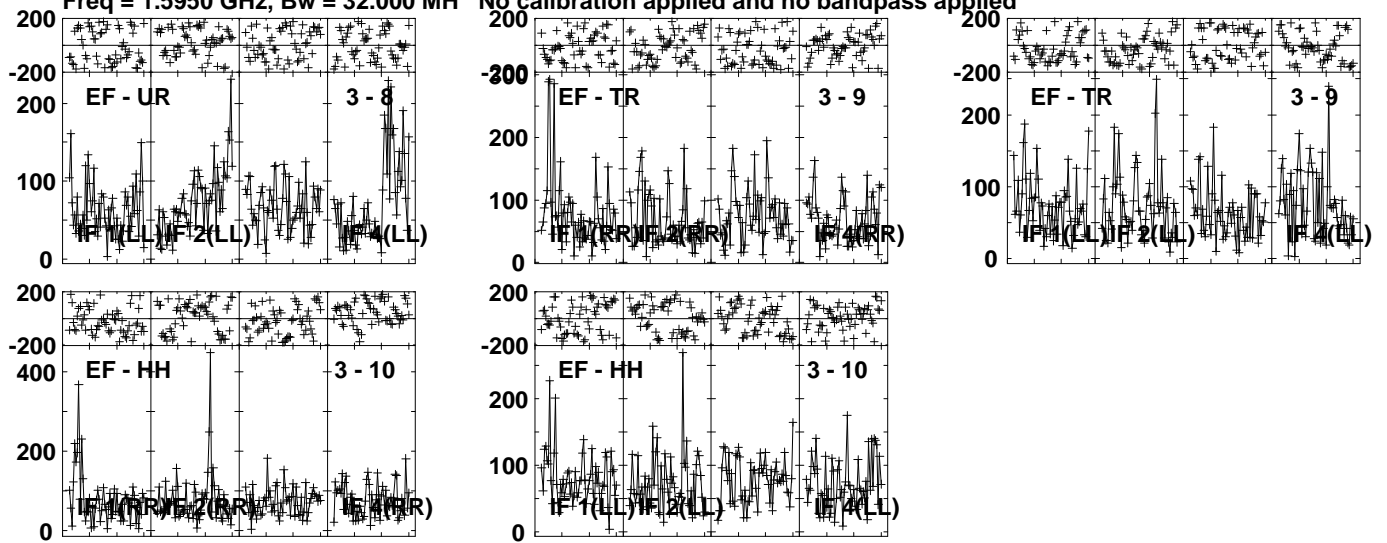 Freq = 1.5950 GHz, Bw = 32.000 MH No calibration applied and no bandpass applied
200
-200
EF - UR 3 - 8
200
100
0
IF 1(LL) IF 2(LL) IF 4(LL)
200
-200
300
EF - TR 3 - 9
200
100
0
IF 1(RR) IF 2(RR) IF 4(RR)
200
-200
EF - TR 3 - 9
200
100
0
IF 1(LL) IF 2(LL) IF 4(LL)
200
-200
EF - HH 3 - 10
400
200
0
IF 1(RR) IF 2(RR) IF 4(RR)
200
-200
EF - HH 3 - 10
200
100
0
IF 1(LL) IF 2(LL) IF 4(LL)